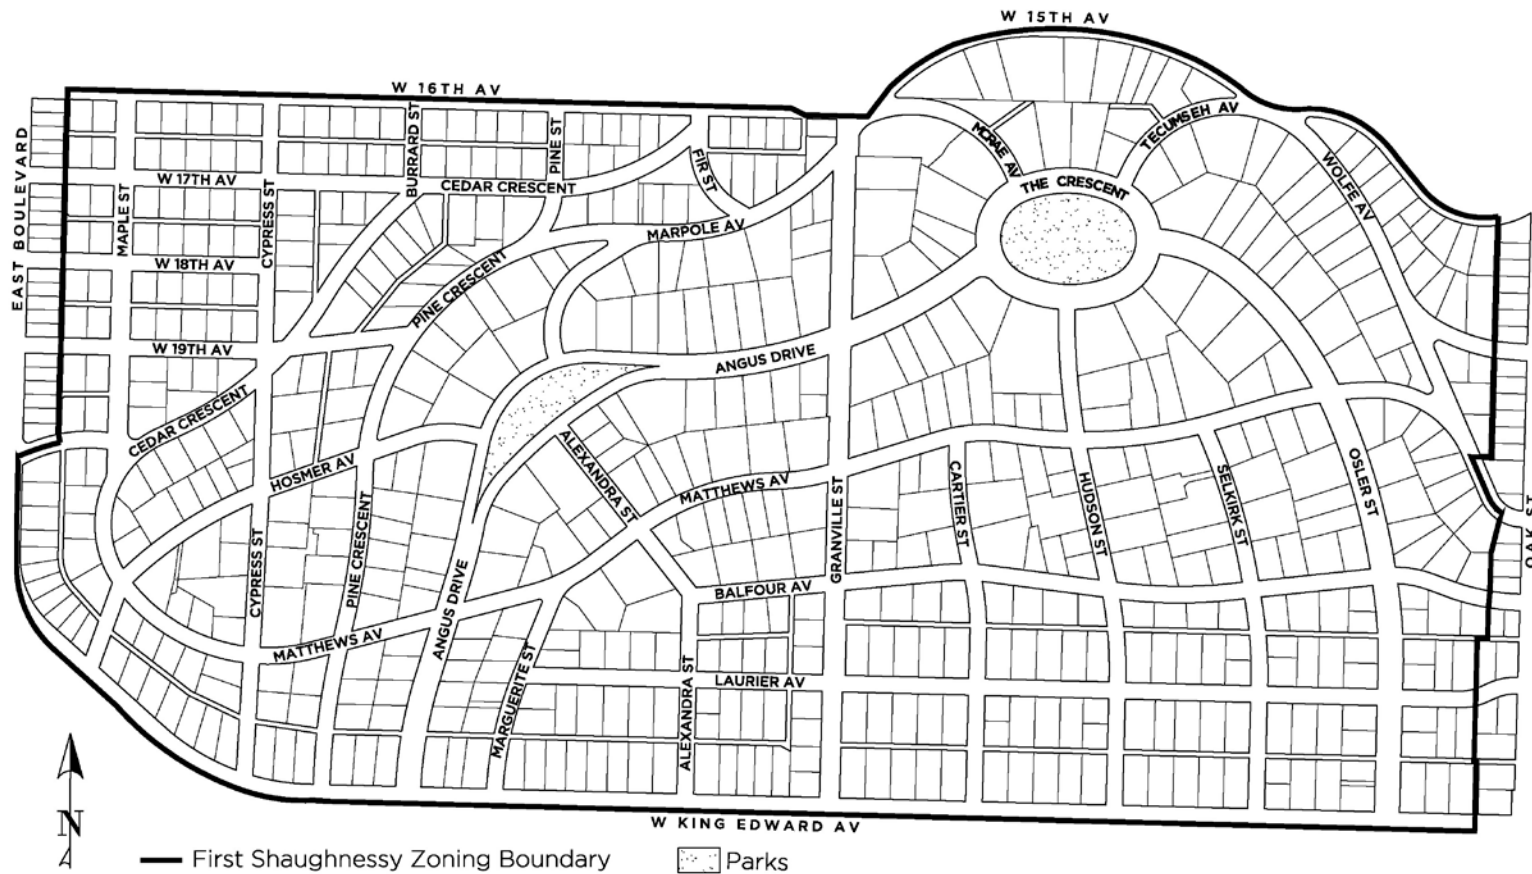 W 15TH AV
W 16TH AV
EAST BOULEVARD
MAPLE ST
CYPRESS ST
BURRARD ST
PINE ST
FIR ST
MCRAE AV
TECUMSEH AV
WOLFE AV
THE CRESCENT
W 17TH AV
CEDAR CRESCENT
MARPOLE AV
W 18TH AV
PINE CRESCENT
W 19TH AV
ANGUS DRIVE
CEDAR CRESCENT
HOSMER AV
ALEXANDRA ST
MATTHEWS AV
GRANVILLE ST
CARTIER ST
HUDSON ST
SELKIRK ST
OSLER ST
OAK ST
CYPRESS ST
PINE CRESCENT
ANGUS DRIVE
BALFOUR AV
MATTHEWS AV
MARGUERITE ST
ALEXANDRA ST
LAURIER AV
W KING EDWARD AV
N
First Shaughnessy Zoning Boundary
Parks